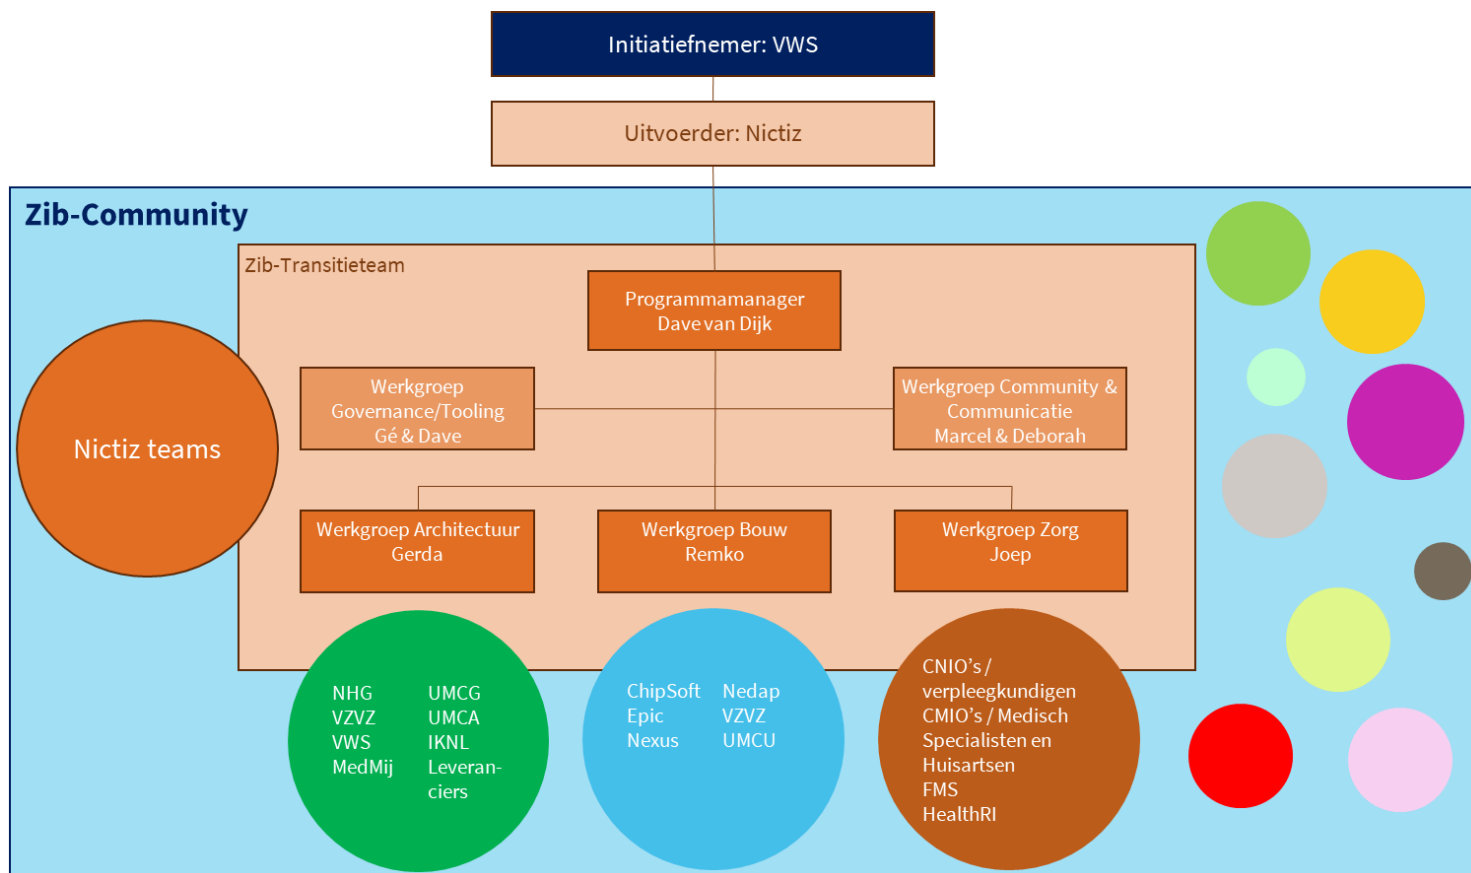 Initiatiefnemer: VWS
Uitvoerder: Nictiz
Zib-Community
Zib-Transitieteam
Programmamanager
Dave van Dijk
Werkgroep
Governance/Tooling
Gé & Dave
Werkgroep Community &
Communicatie
Marcel & Deborah
Nictiz teams
Werkgroep Architectuur
Gerda
Werkgroep Bouw
Remko
Werkgroep Zorg
Joep
NHG
VZVZ
VWS
MedMij
UMCG
UMCA
IKNL
Leveran-
ciers
ChipSoft
Epic
Nexus
Nedap
VZVZ
UMCU
CNIO's /
verpleegkundigen
CMIO's / Medisch
Specialisten en
Huisartsen
FMS
HealthRI